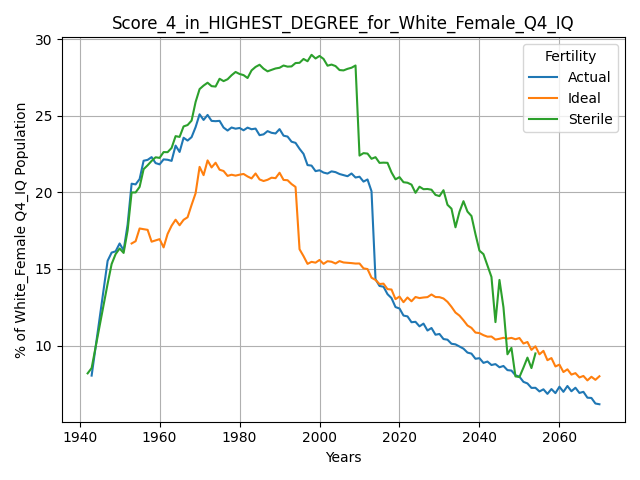 Score_4_in_HIGHEST_DEGREE_for_White_Female_Q4_IQ
% of White_Female Q4_IQ Population
30
25
20
15
10
Fertility
Actual
Ideal
Sterile
1940 1960 1980 2000 2020 2040 2060
Years